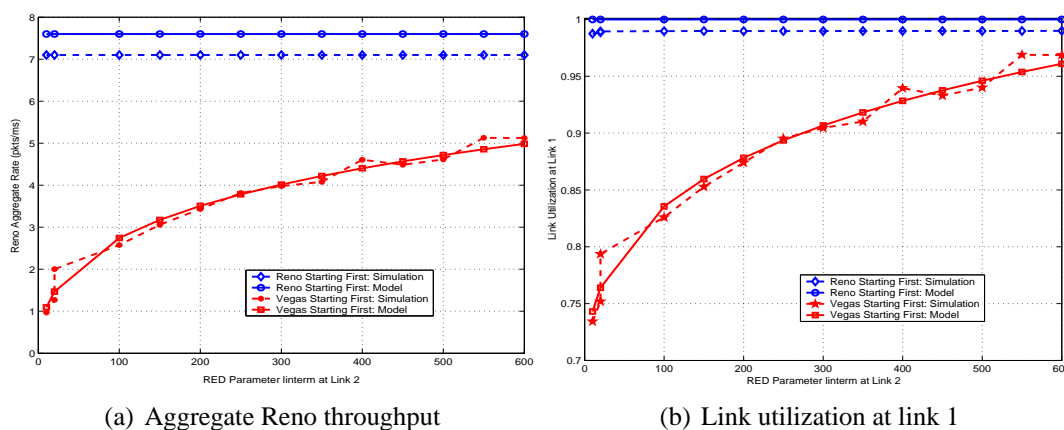 8
7
6
5
4
3
2
1
0
Reno Aggregate Rate (pkts/ms)
Reno Starting First: Simulation
Reno Starting First: Model
Vegas Starting First: Simulation
Vegas Starting First: Model
0 100 200 300 400 500 600
RED Parameter linterm at Link 2
(a) Aggregate Reno throughput
1
0.95
0.9
0.85
0.8
0.75
0.7
Link Utilization at Link 1
Reno Starting First: Simulation
Reno Starting First: Model
Vegas Starting First: Simulation
Vegas Starting First: Model
0 100 200 300 400 500 600
RED Parameter linterm at Link 2
(b) Link utilization at link 1